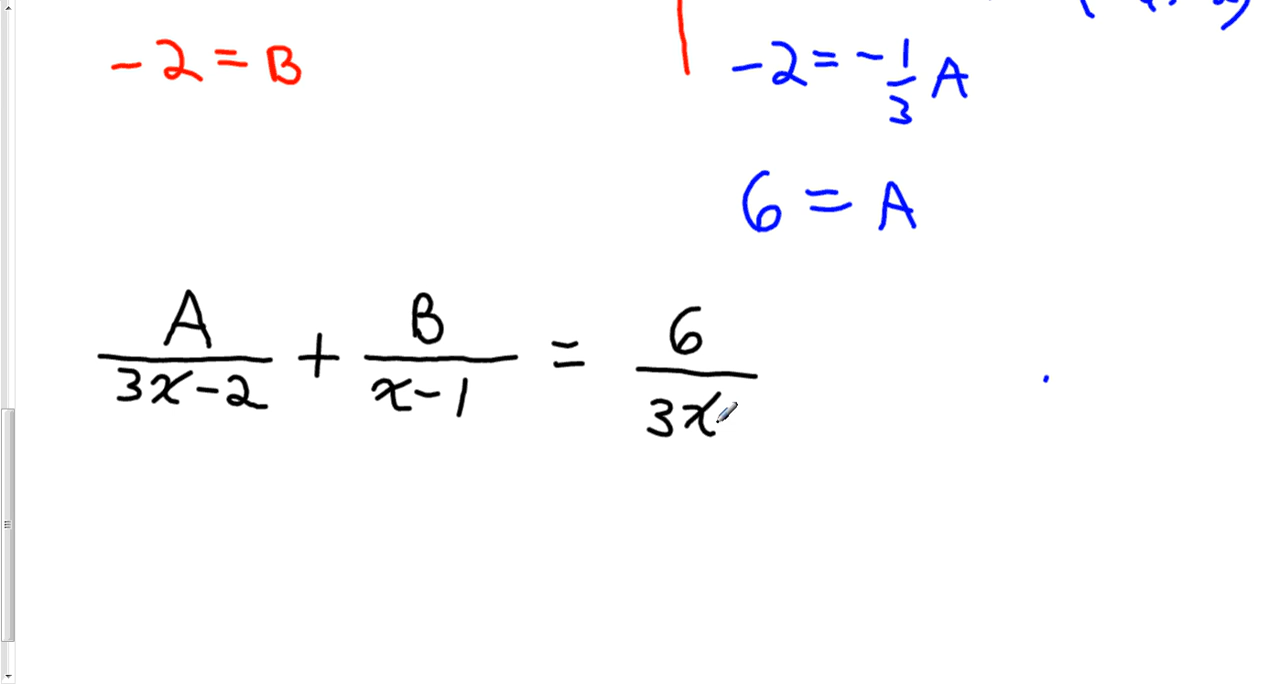 -2 = B
-2 = -1/3 A
6 = A
A/(3x-2) + B/(x-1) = 6/(3x